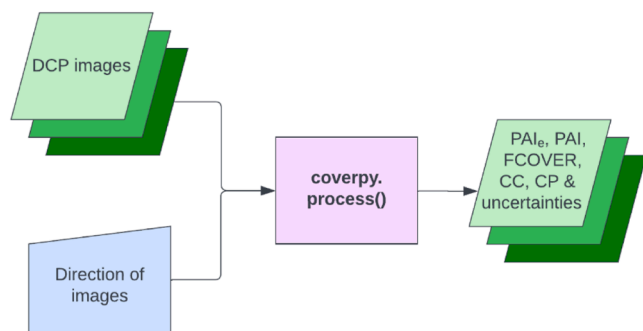 DCP images
Direction of
images
coverpy.
process()
PAIₑ, PAI,
FCOVER,
CC, CP &
uncertainties